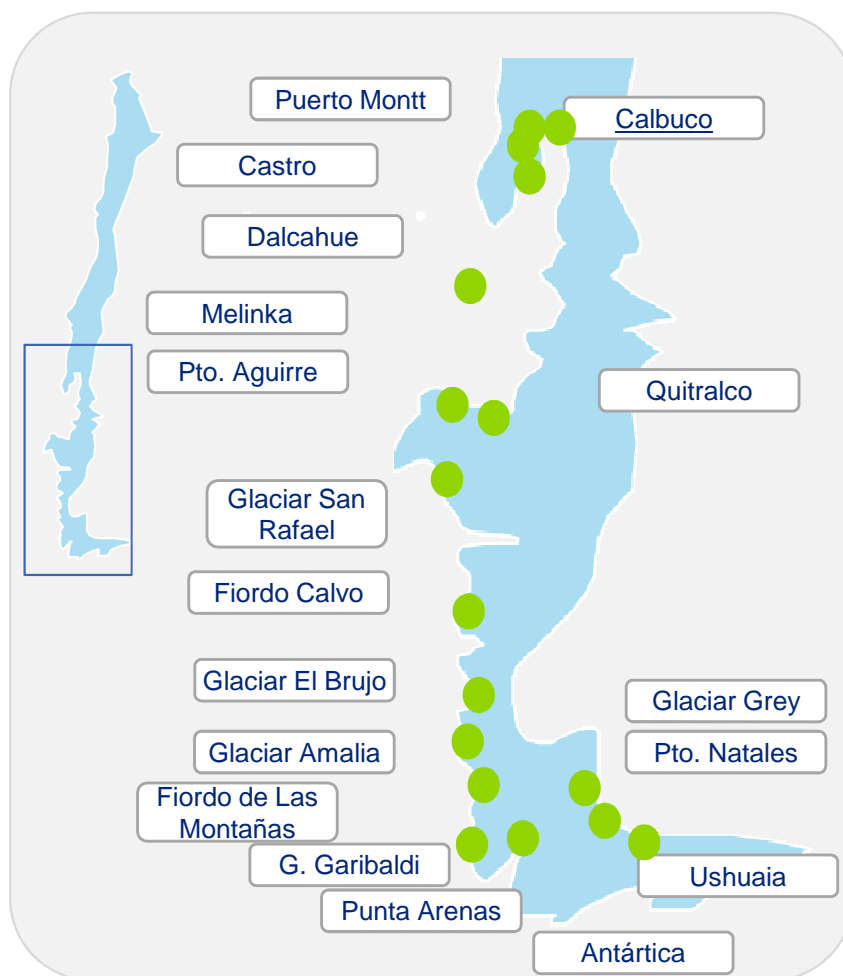 Puerto Montt
Calbuco
Castro
Dalcahue
Melinka
Pto. Aguirre
Quitralco
Glaciar San
Rafael
Fiordo Calvo
Glaciar El Brujo
Glaciar Grey
Glaciar Amalia
Pto. Natales
Fiordo de Las
Montañas
G. Garibaldi
Ushuaia
Punta Arenas
Antártica